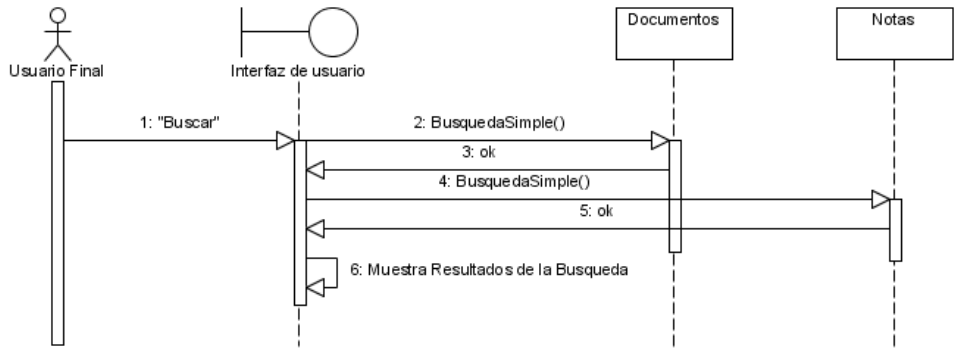 Documentos
Notas
Usuario Final
Interfaz de usuario
1: "Buscar"
2: BusquedaSimple()
3: ok
4: BusquedaSimple()
5: ok
6: Muestra Resultados de la Busqueda